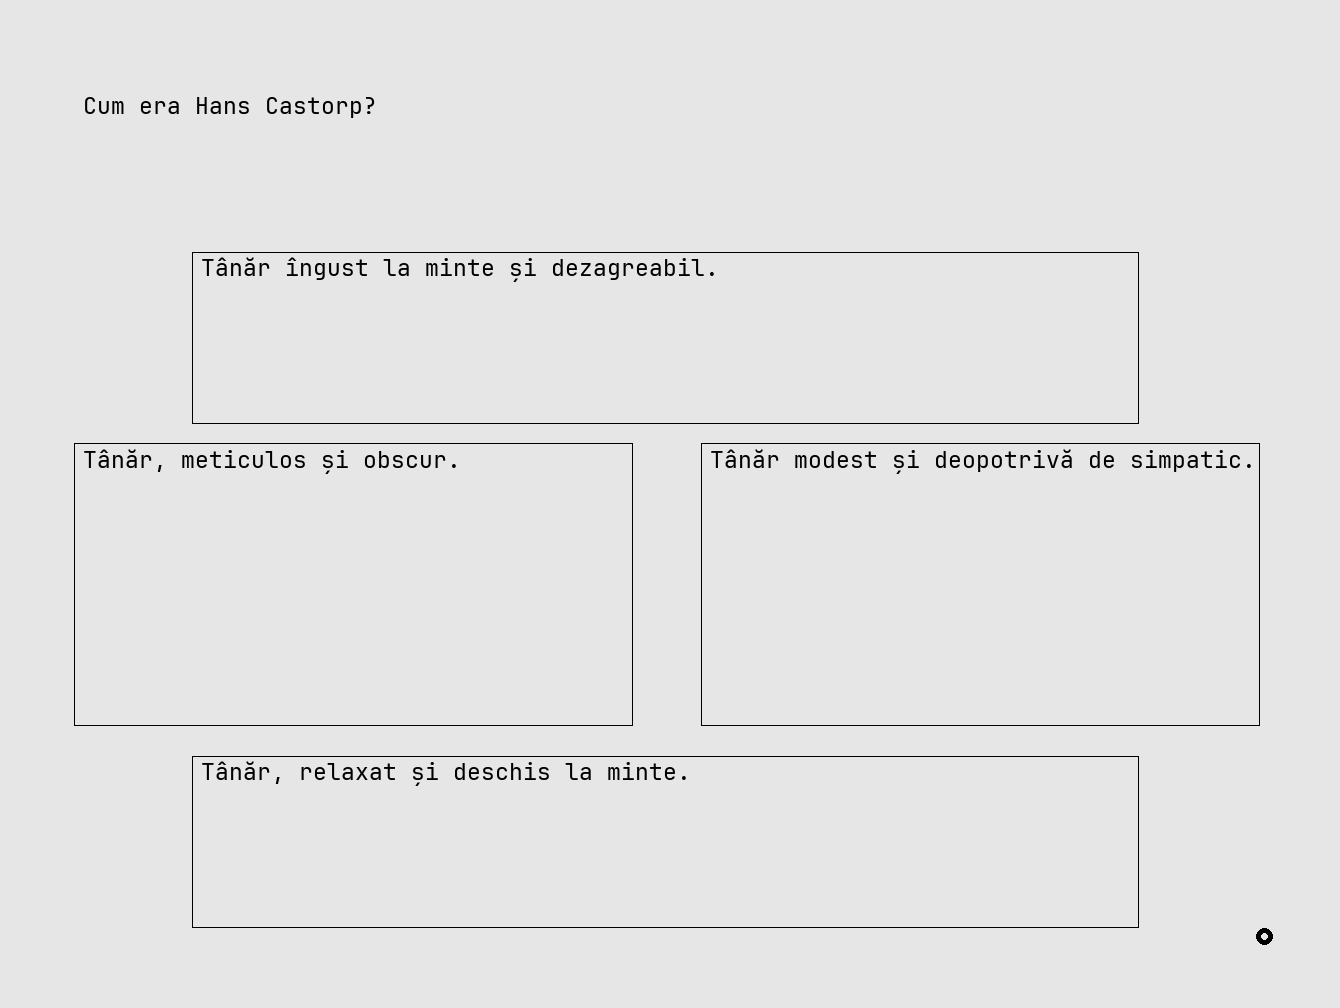 Cum era Hans Castorp?
Tânăr îngust la minte și dezagreabil.
Tânăr, meticulos și obscur.
Tânăr modest și deopotrivă de simpatic.
Tânăr, relaxat și deschis la minte.